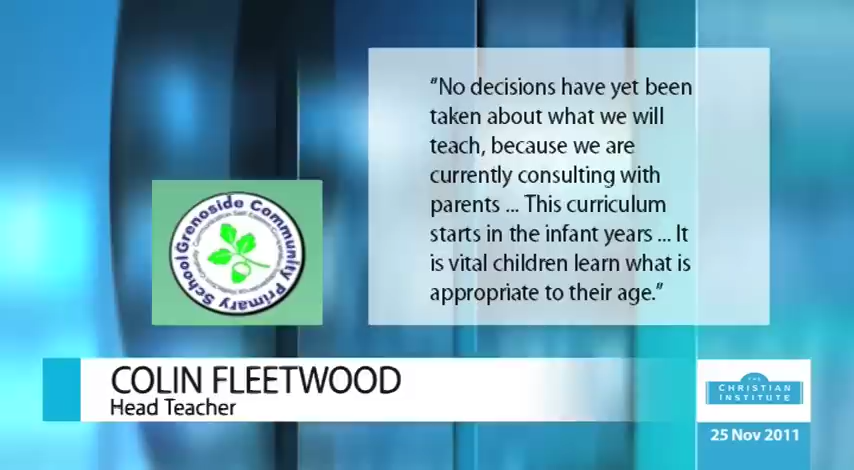 "No decisions have yet been
taken about what we will
teach, because we are
currently consulting with
parents ... This curriculum
starts in the infant years ... It
is vital children learn what is
appropriate to their age."
Grenoside Community Primary School
COLIN FLEETWOOD
Head Teacher
THE
CHRISTIAN
INSTITUTE
25 Nov 2011